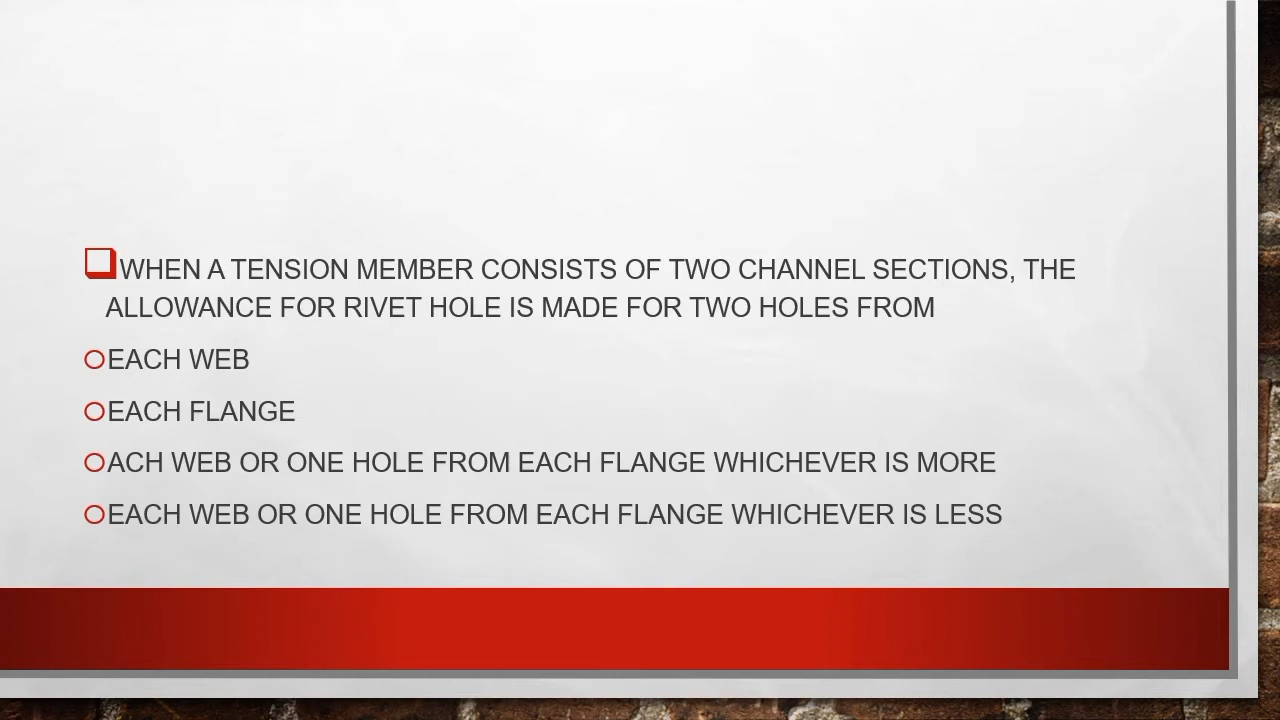 WHEN A TENSION MEMBER CONSISTS OF TWO CHANNEL SECTIONS, THE
ALLOWANCE FOR RIVET HOLE IS MADE FOR TWO HOLES FROM
EACH WEB
EACH FLANGE
ACH WEB OR ONE HOLE FROM EACH FLANGE WHICHEVER IS MORE
EACH WEB OR ONE HOLE FROM EACH FLANGE WHICHEVER IS LESS